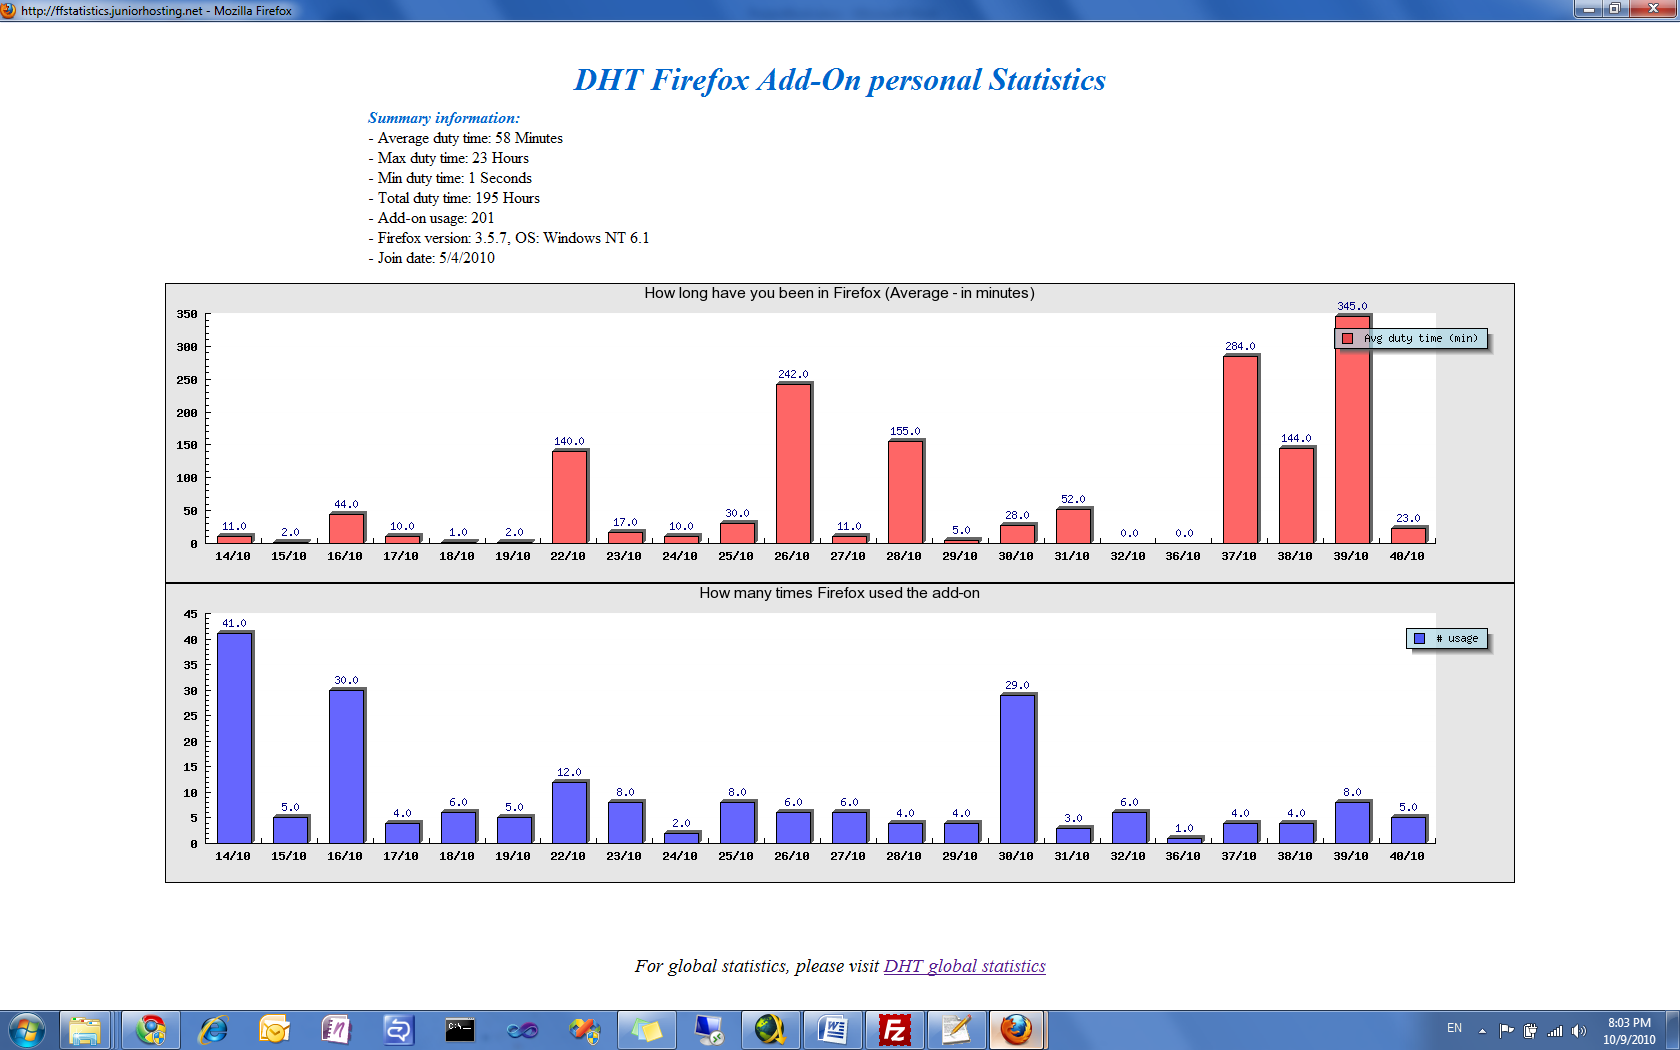 http://ffstatistics.juniorhosting.net - Mozilla Firefox
DHT Firefox Add-On personal Statistics
Summary information:
- Average duty time: 58 Minutes
- Max duty time: 23 Hours
- Min duty time: 1 Seconds
- Total duty time: 195 Hours
- Add-on usage: 201
- Firefox version: 3.5.7, OS: Windows NT 6.1
- Join date: 5/4/2010
How long have you been in Firefox (Average - in minutes)
350
300
250
200
150
100
50
0
11.0 2.0 44.0 10.0 1.0 2.0 140.0 17.0 10.0 30.0 242.0 11.0 155.0 5.0 28.0 52.0 0.0 0.0 284.0 144.0 345.0 23.0
Avg duty time (min)
14/10 15/10 16/10 17/10 18/10 19/10 22/10 23/10 24/10 25/10 26/10 27/10 28/10 29/10 30/10 31/10 32/10 36/10 37/10 38/10 39/10 40/10
How many times Firefox used the add-on
45
40
35
30
25
20
15
10
5
0
41.0 5.0 30.0 4.0 6.0 5.0 12.0 8.0 2.0 8.0 6.0 6.0 4.0 4.0 29.0 3.0 6.0 1.0 4.0 4.0 8.0 5.0
# usage
14/10 15/10 16/10 17/10 18/10 19/10 22/10 23/10 24/10 25/10 26/10 27/10 28/10 29/10 30/10 31/10 32/10 36/10 37/10 38/10 39/10 40/10
For global statistics, please visit DHT global statistics
EN
8:03 PM
10/9/2010